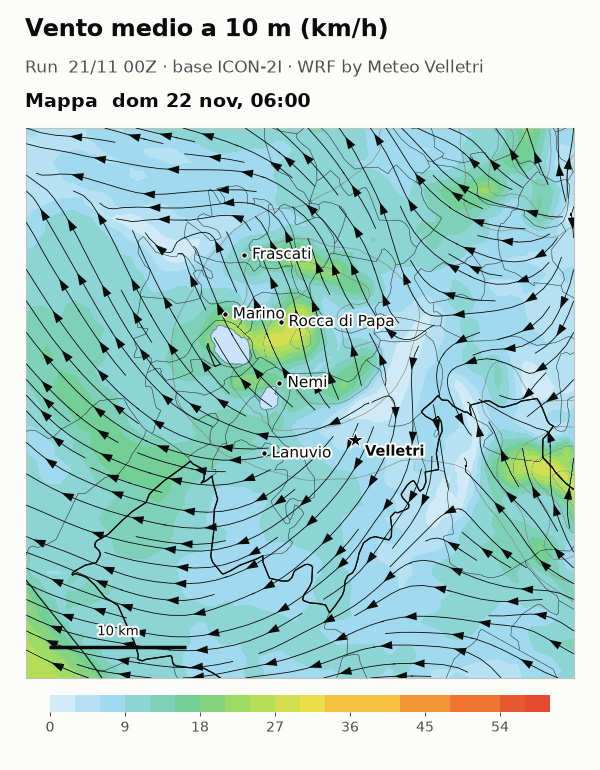 Vento medio a 10 m (km/h)
Run  21/11 00Z · base ICON-2I · WRF by Meteo Velletri
Mappa  dom 22 nov, 06:00
Frascati
Marino
Rocca di Papa
Nemi
Velletri
Lanuvio
10 km
0 9 18 27 36 45 54